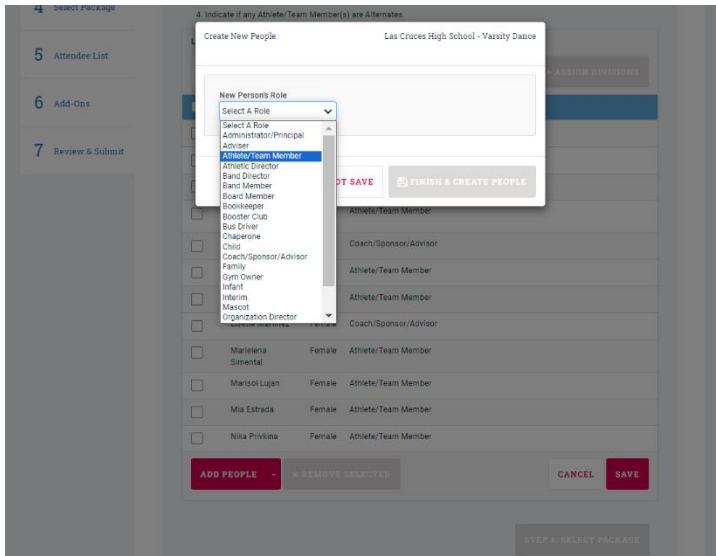 4 Select Package
4. Indicate if any Athlete/Team Member(s) are Alternates.
Create New People Las Cruces High School - Varsity Dance
5 Attendee List
ASSIGN DIVISIONS
New Person's Role
6 Add-Ons
Select A Role
Select A Role
Administrator/Principal
Adviser
7 Review & Submit
Athlete/Team Member
Athletic Director
Band Director
Band Member
Board Member
Bookkeeper
Booster Club
Bus Driver
Chaperone
Child
Coach/Sponsor/Advisor
Family
Gym Owner
Infant
Interim
Mascot
Organization Director
SAVE FINISH & CREATE PEOPLE
Athlete/Team Member
Coach/Sponsor/Advisor
Athlete/Team Member
Athlete/Team Member
Female Coach/Sponsor/Advisor
Marielena Simental Female Athlete/Team Member
Marisol Lujan Female Athlete/Team Member
Mia Estrada Female Athlete/Team Member
Nika Privkina Female Athlete/Team Member
ADD PEOPLE - × REMOVE SELECTED CANCEL SAVE
STEP 4: SELECT PACKAGE